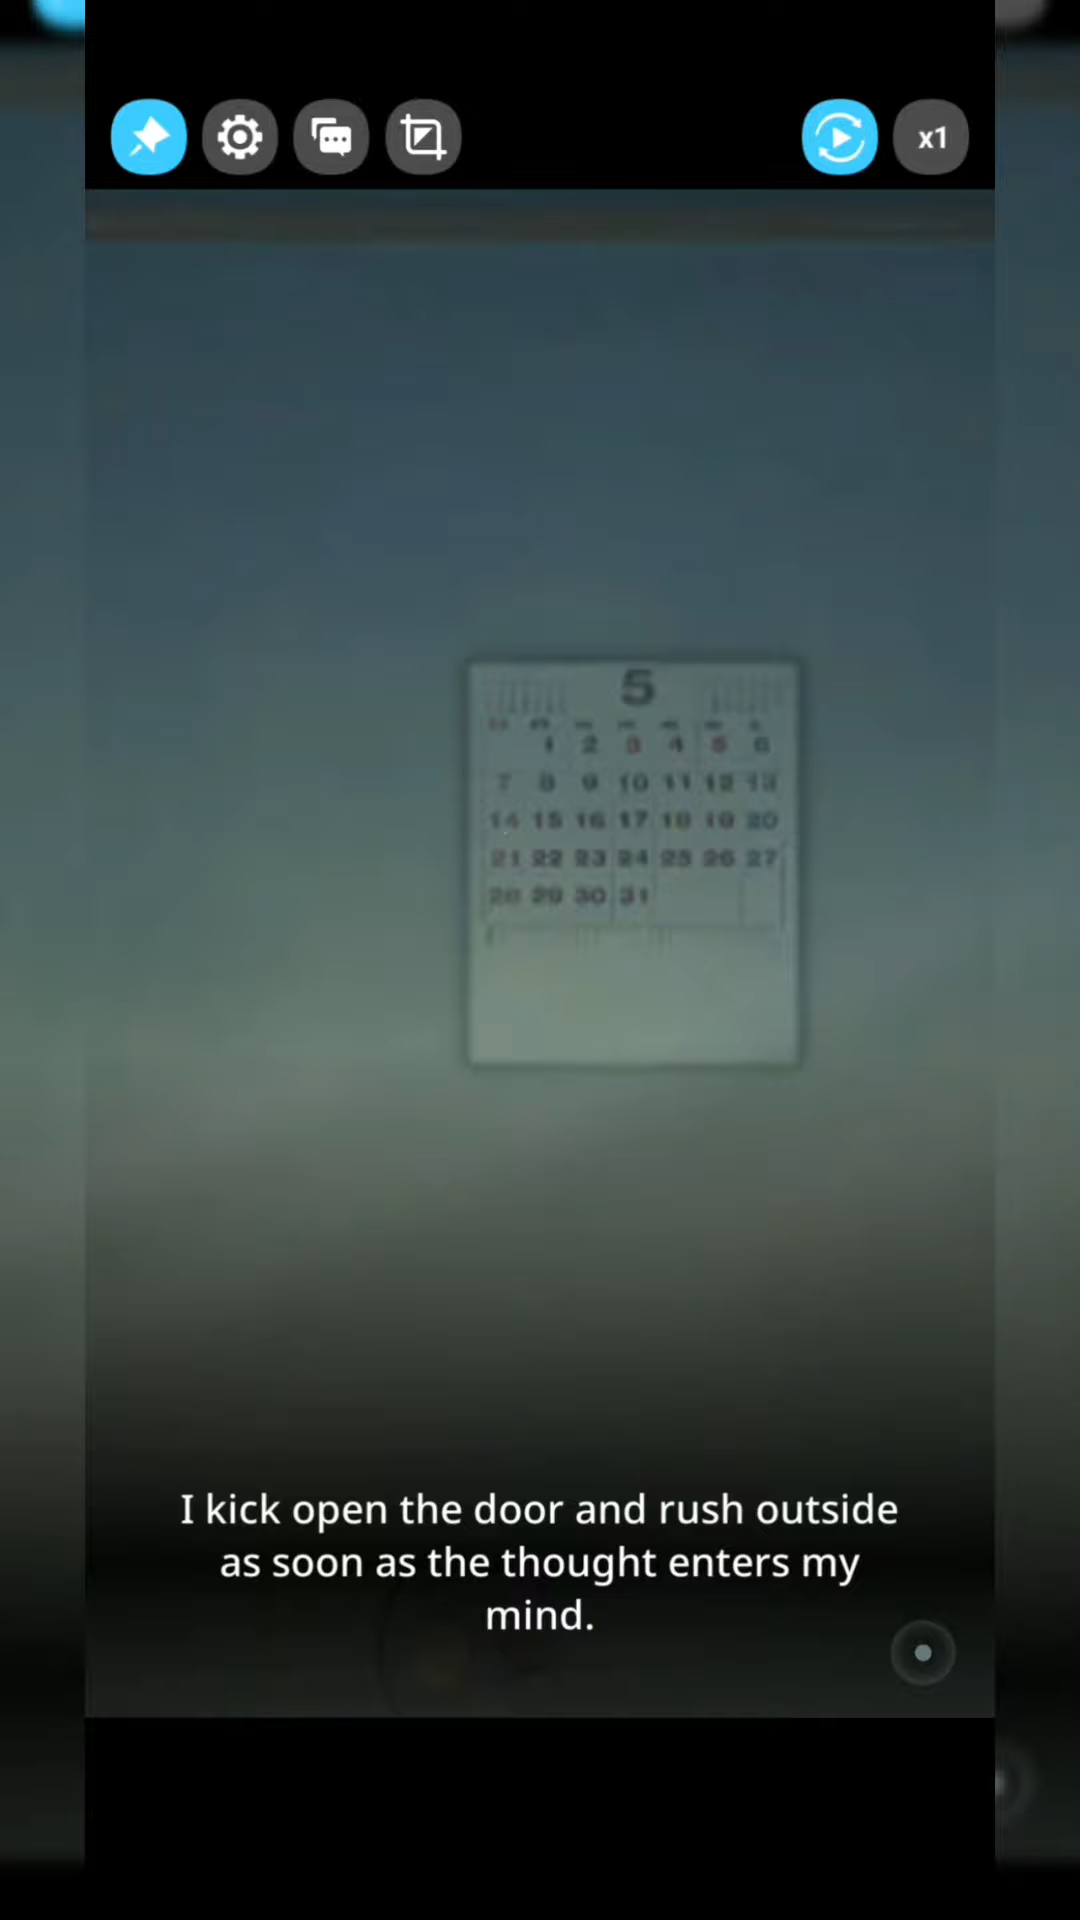 x1
5
1 2 3 4 5 6
7 8 9 10 11 12 13
14 15 16 17 18 19 20
21 22 23 24 25 26 27
28 29 30 31
I kick open the door and rush outside
as soon as the thought enters my
mind.